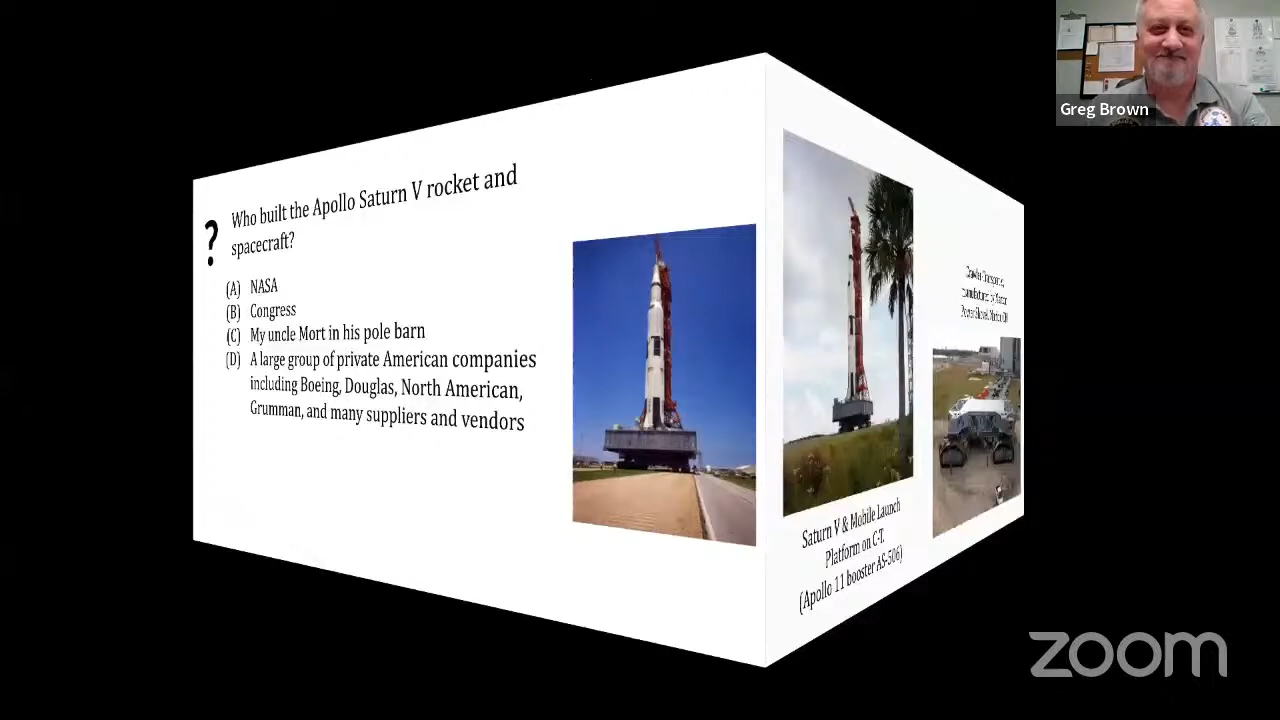 Greg Brown
?
Who built the Apollo Saturn V rocket and
spacecraft?
(A) NASA
(B) Congress
(C) My uncle Mort in his pole barn
(D) A large group of private American companies
including Boeing, Douglas, North American,
Grumman, and many suppliers and vendors
Saturn V & Mobile Launch
Platform on C-T.
(Apollo 11 booster AS-506)
zoom